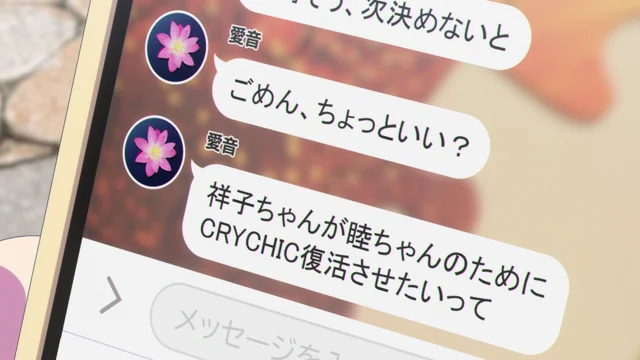 う、次決めないと
愛音
ごめん、ちょっといい？
愛音
祥子ちゃんが睦ちゃんのために
CRYCHIC復活させたいって
メッセージを入